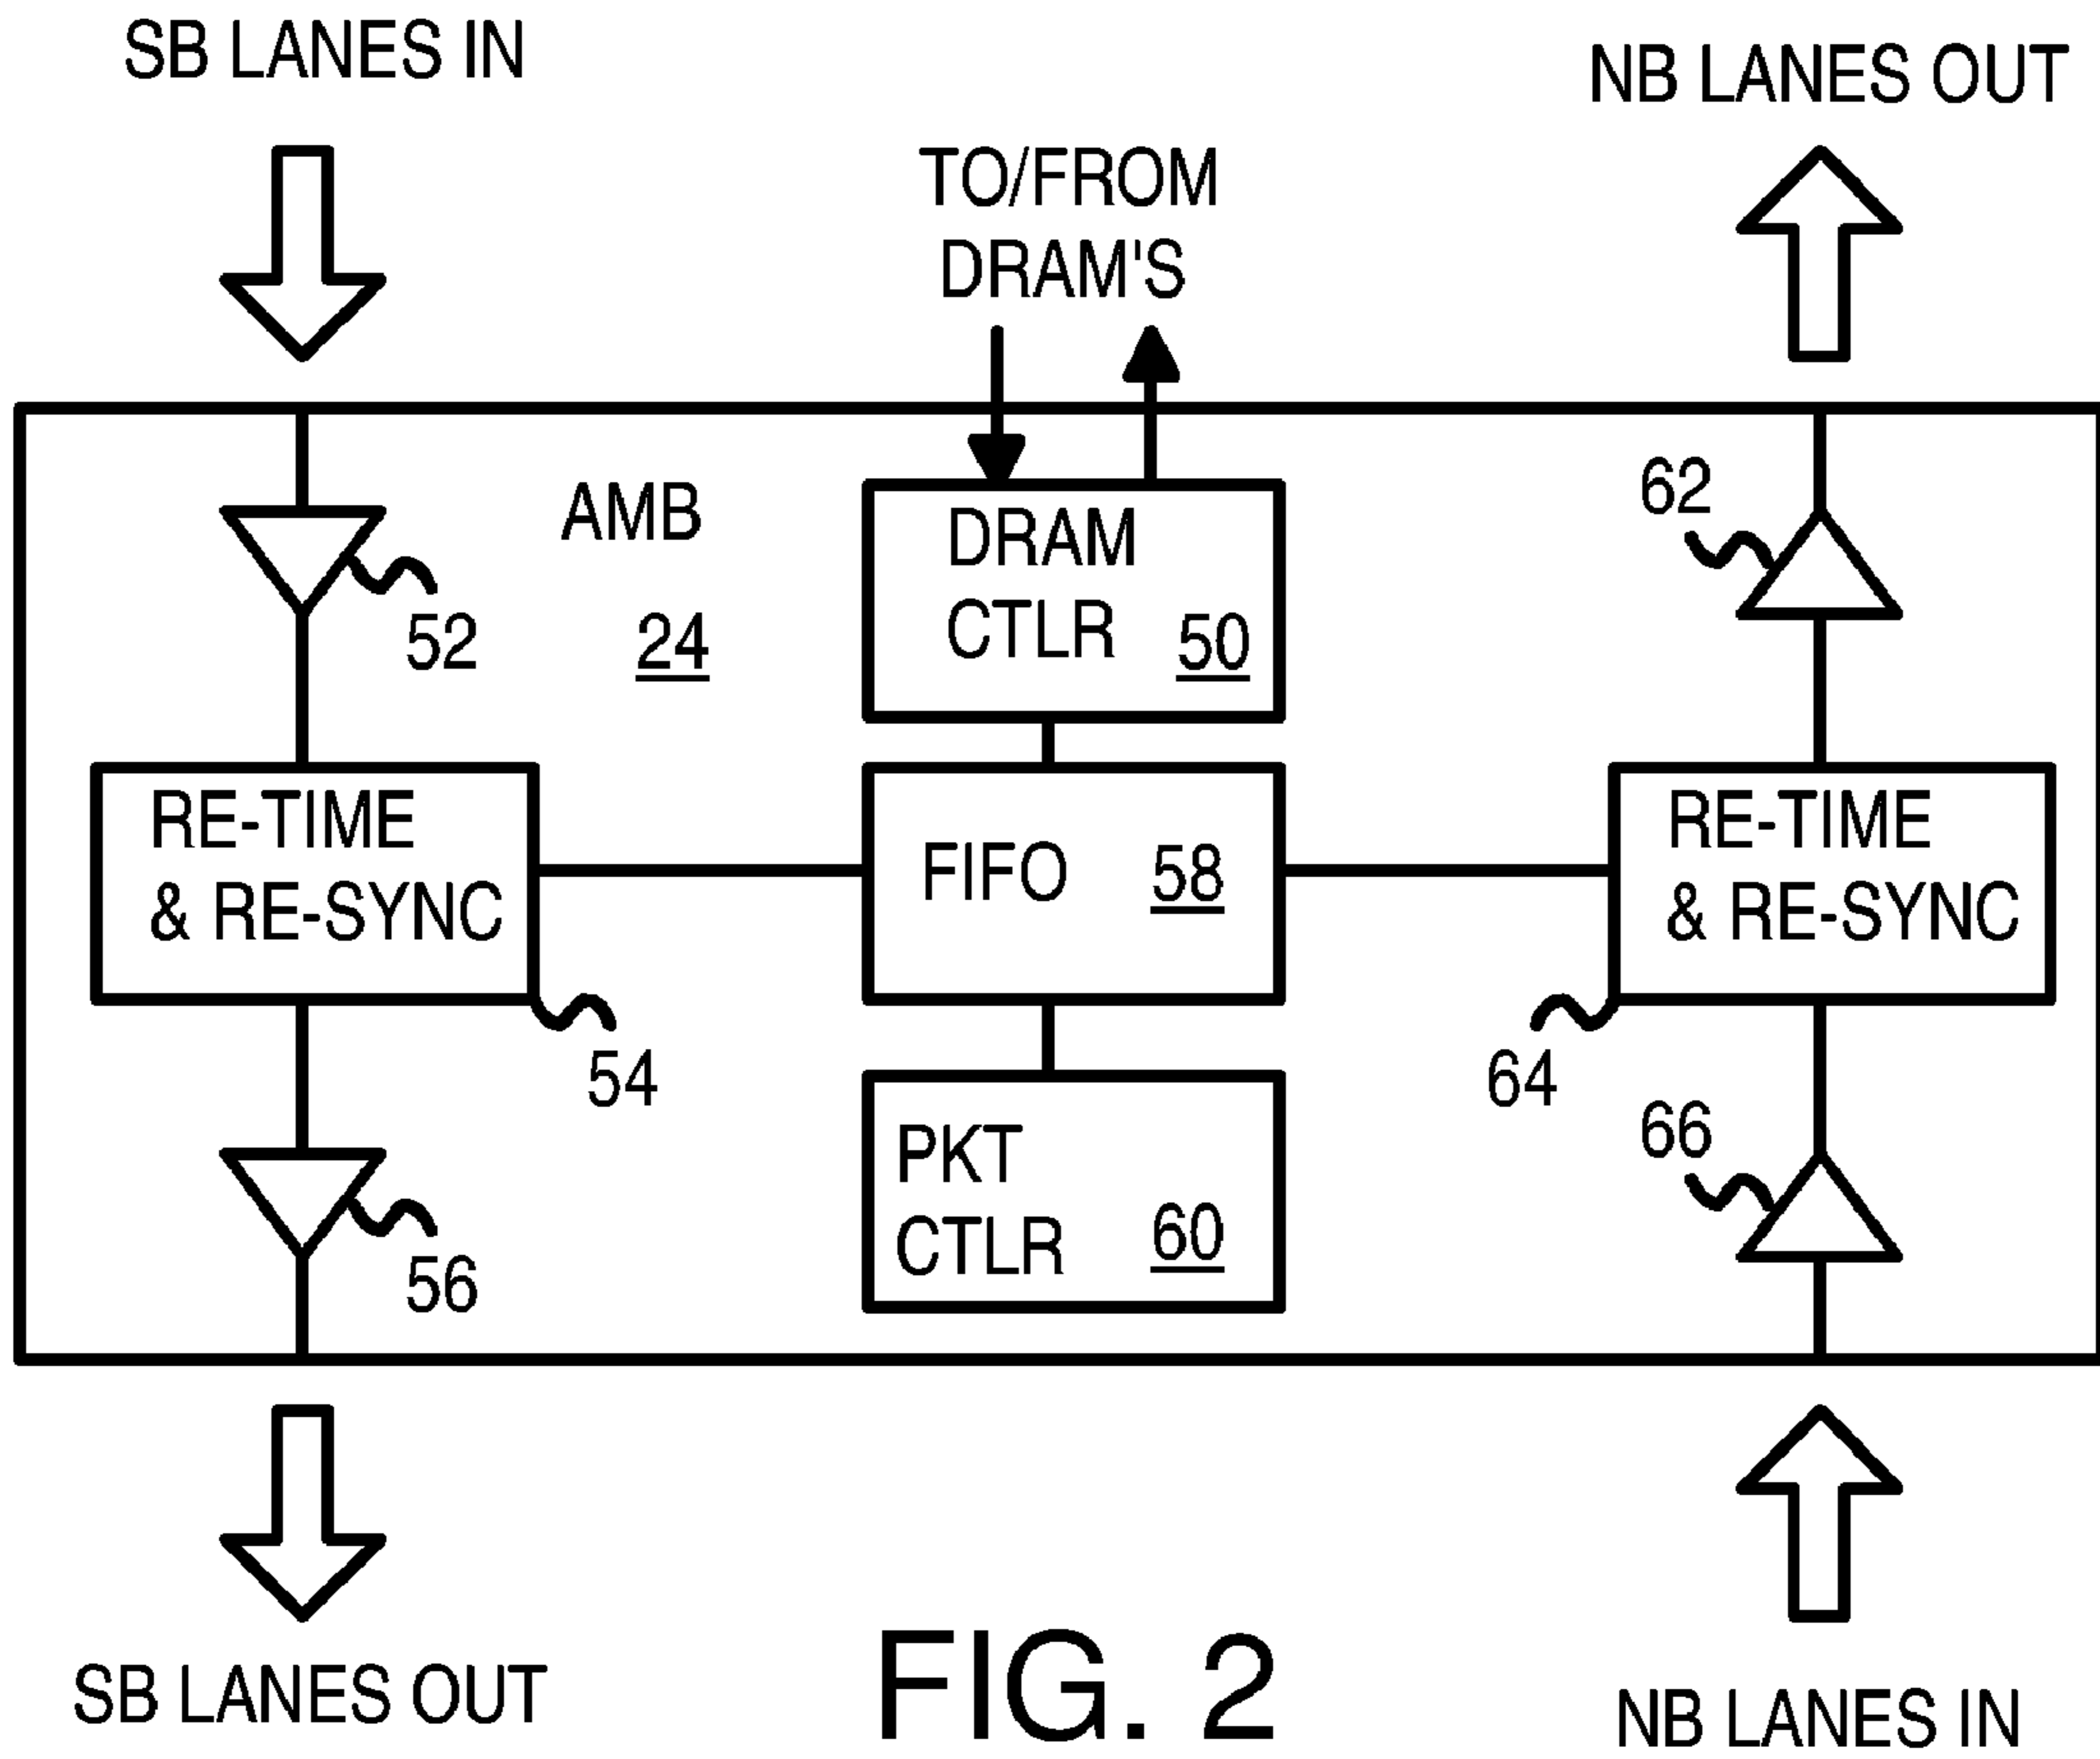 SB LANES IN
NB LANES OUT
TO/FROM
DRAM'S
AMB
24
52
DRAM
CTLR 50
62
RE-TIME
& RE-SYNC
54
FIFO 58
RE-TIME
& RE-SYNC
64
PKT
CTLR 60
66
56
SB LANES OUT
FIG. 2
NB LANES IN